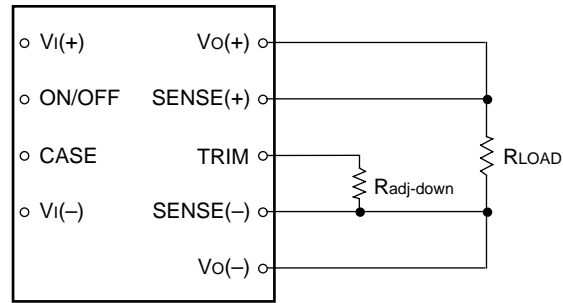 VI(+) VO(+)
ON/OFF SENSE(+)
CASE TRIM
RLOAD
Radj-down
VI(–) SENSE(–)
VO(–)